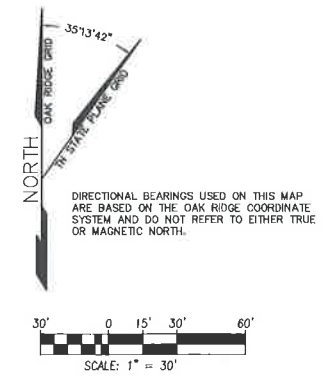 35°13'42"
OAK RIDGE GRID
TN STATE PLANE GRID
NORTH
DIRECTIONAL BEARINGS USED ON THIS MAP
ARE BASED ON THE OAK RIDGE COORDINATE
SYSTEM AND DO NOT REFER TO EITHER TRUE
OR MAGNETIC NORTH.
30' 0 15' 30' 60'
SCALE: 1" = 30'